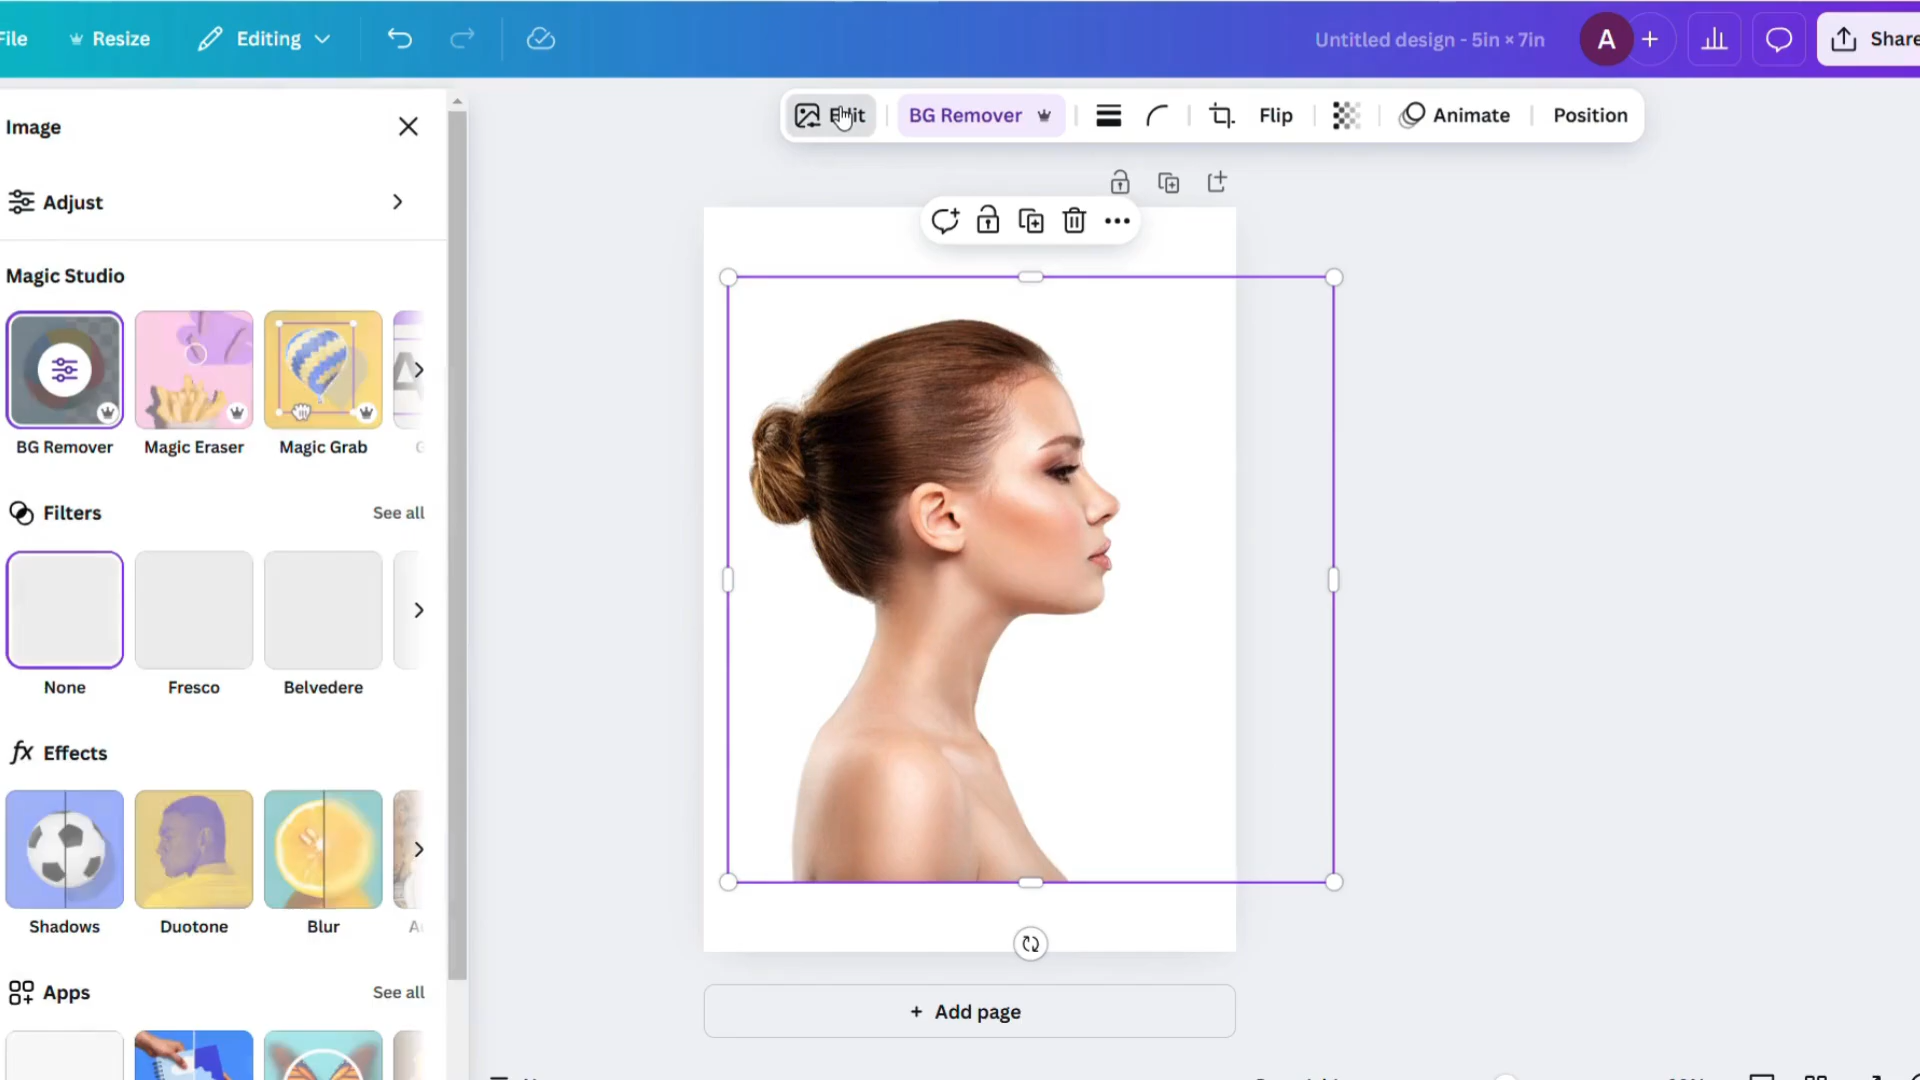 File
Resize
Editing
Untitled design - 5in × 7in
A
Share
Image
Edit
BG Remover
Flip
Animate
Position
Adjust
Magic Studio
BG Remover
Magic Eraser
Magic Grab
Filters
See all
None
Fresco
Belvedere
fx Effects
Shadows
Duotone
Blur
Apps
See all
+ Add page